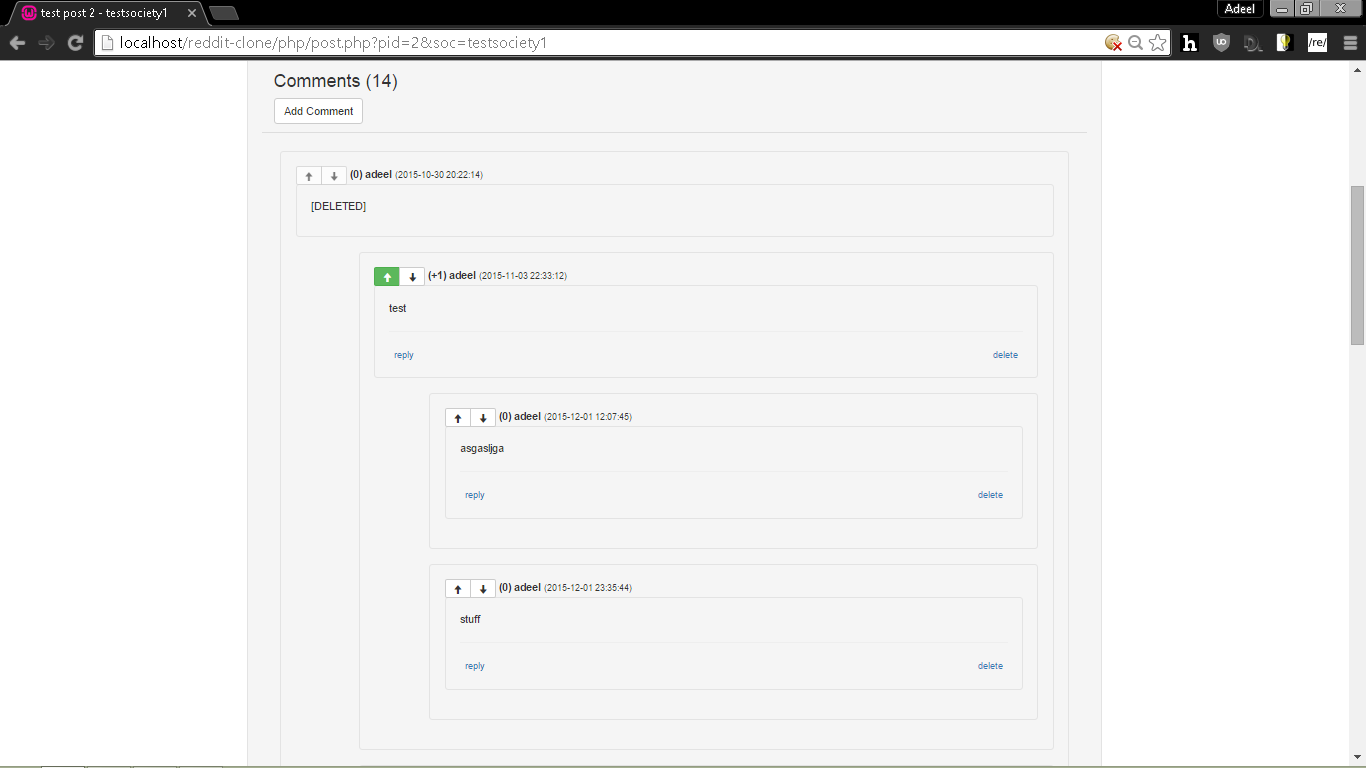 test post 2 - testsociety1
Adeel
localhost/reddit-clone/php/post.php?pid=2&soc=testsociety1
h
/re/
Comments (14)
Add Comment
(0) adeel (2015-10-30 20:22:14)
[DELETED]
(+1) adeel (2015-11-03 22:33:12)
test
reply delete
(0) adeel (2015-12-01 12:07:45)
asgasljga
reply delete
(0) adeel (2015-12-01 23:35:44)
stuff
reply delete